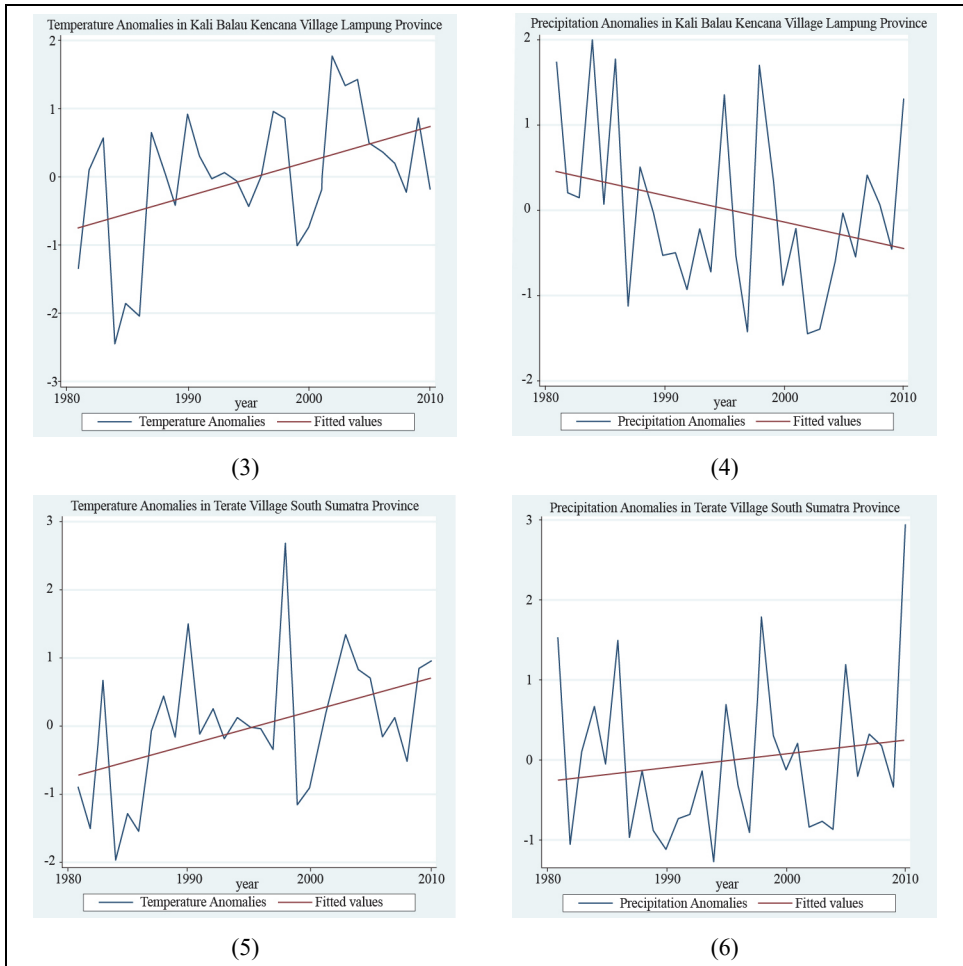 Temperature Anomalies in Kali Balau Kencana Village Lampung Province
2
1
0
-1
-2
-3
1980 1990 2000 2010
year
Temperature Anomalies Fitted values
(3)
Precipitation Anomalies in Kali Balau Kencana Village Lampung Province
2
1
0
-1
-2
1980 1990 2000 2010
year
Precipitation Anomalies Fitted values
(4)
Temperature Anomalies in Terate Village South Sumatra Province
3
2
1
0
-1
-2
1980 1990 2000 2010
year
Temperature Anomalies Fitted values
(5)
Precipitation Anomalies in Terate Village South Sumatra Province
3
2
1
0
-1
1980 1990 2000 2010
year
Precipitation Anomalies Fitted values
(6)